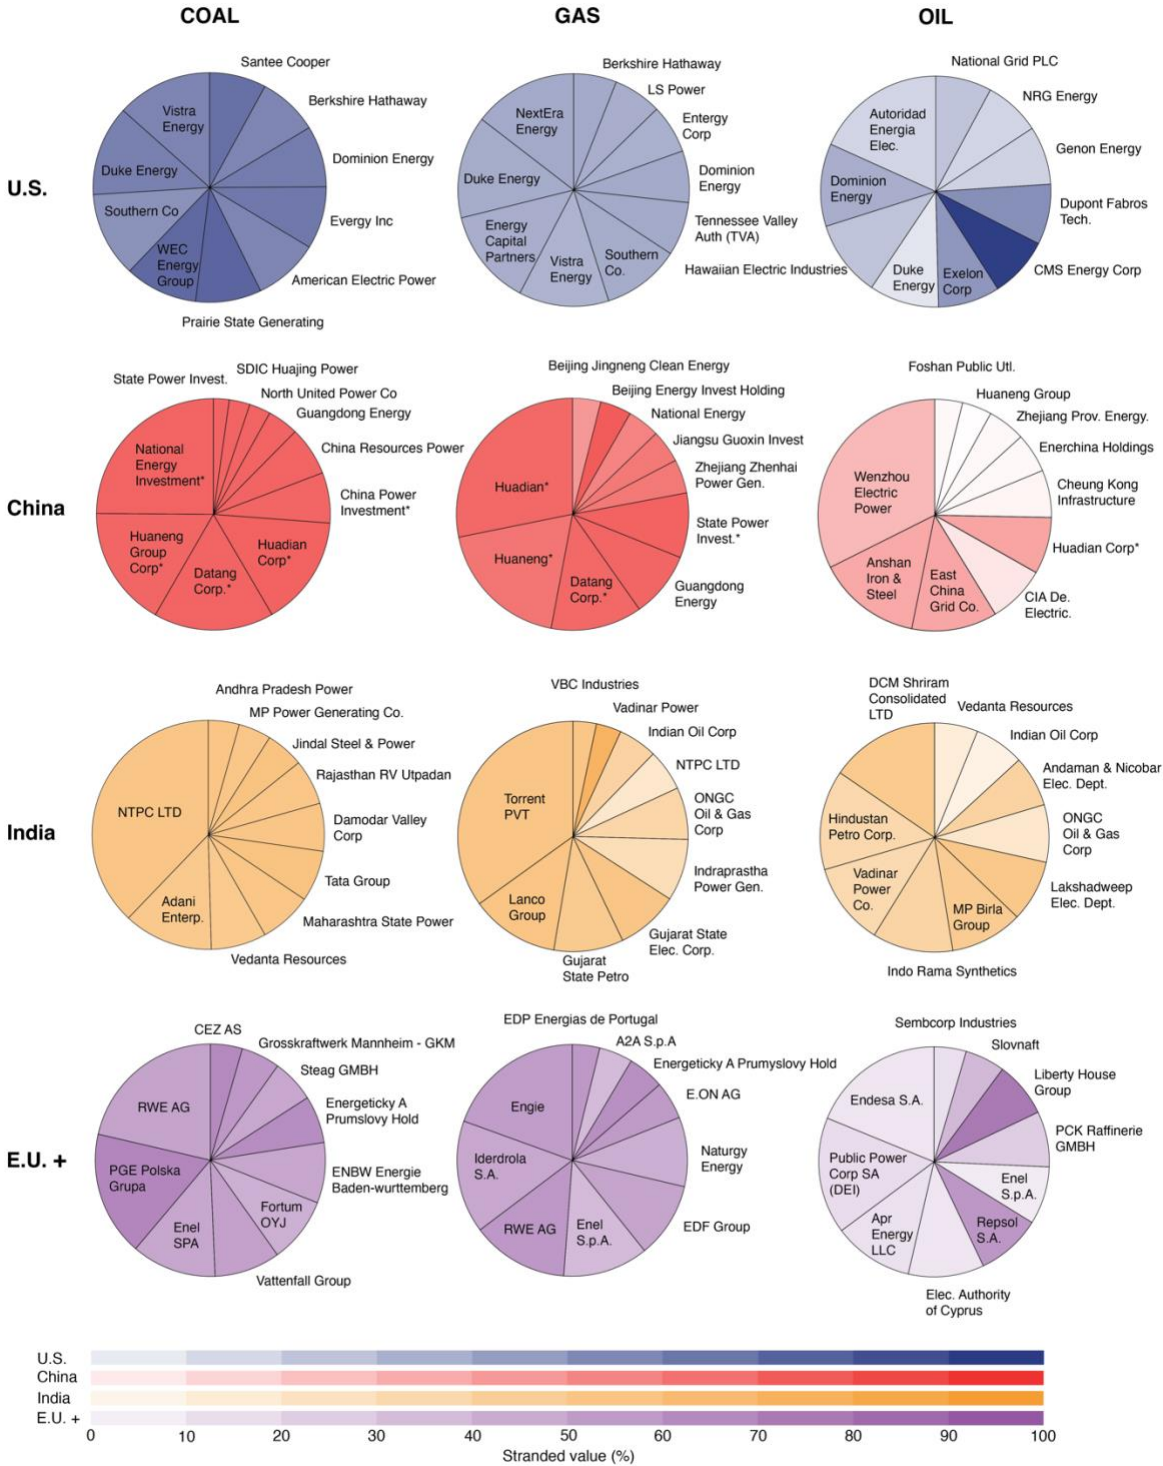 COAL
GAS
OIL
U.S.
Santee Cooper
Berkshire Hathaway
Dominion Energy
Evergy Inc
American Electric Power
Prairie State Generating
WEC
Energy
Group
Southern Co
Duke Energy
Vistra
Energy
Berkshire Hathaway
LS Power
Entergy
Corp
Dominion
Energy
Tennessee Valley
Auth (TVA)
Hawaiian Electric Industries
Southern
Co.
Vistra
Energy
Energy
Capital
Partners
Duke Energy
NextEra
Energy
National Grid PLC
NRG Energy
Genon Energy
Dupont Fabros
Tech.
CMS Energy Corp
Exelon
Corp
Duke
Energy
Dominion
Energy
Autoridad
Energia
Elec.
China
State Power Invest.
SDIC Huajing Power
North United Power Co
Guangdong Energy
China Resources Power
China Power
Investment*
Huadian
Corp*
Datang
Corp.*
Huaneng
Group
Corp*
National
Energy
Investment*
Beijing Jingneng Clean Energy
Beijing Energy Invest Holding
National Energy
Jiangsu Guoxin Invest
Zhejiang Zhenhai
Power Gen.
State Power
Invest.*
Guangdong
Energy
Datang
Corp.*
Huaneng*
Huadian*
Foshan Public Utl.
Huaneng Group
Zhejiang Prov. Energy.
Enerchina Holdings
Cheung Kong
Infrastructure
Huadian Corp*
CIA De.
Electric.
East
China
Grid Co.
Anshan
Iron &
Steel
Wenzhou
Electric
Power
India
Andhra Pradesh Power
MP Power Generating Co.
Jindal Steel & Power
Rajasthan RV Utpadan
Damodar Valley
Corp
Tata Group
Maharashtra State Power
Vedanta Resources
Adani
Enterp.
NTPC LTD
VBC Industries
Vadinar Power
Indian Oil Corp
NTPC LTD
ONGC
Oil & Gas
Corp
Indraprastha
Power Gen.
Gujarat State
Elec. Corp.
Gujarat
State Petro
Lanco
Group
Torrent
PVT
DCM Shriram
Consolidated
LTD
Vedanta Resources
Indian Oil Corp
Andaman & Nicobar
Elec. Dept.
ONGC
Oil & Gas
Corp
Lakshadweep
Elec. Dept.
MP Birla
Group
Indo Rama Synthetics
Vadinar
Power
Co.
Hindustan
Petro Corp.
E.U. +
CEZ AS
Grosskraftwerk Mannheim - GKM
Steag GMBH
Energeticky A
Prumslovy Hold
ENBW Energie
Baden-wurttemberg
Fortum
OYJ
Vattenfall Group
Enel
SPA
PGE Polska
Grupa
RWE AG
EDP Energias de Portugal
A2A S.p.A
Energeticky A Prumyslovy Hold
E.ON AG
Naturgy
Energy
EDF Group
Enel
S.p.A.
RWE AG
Iderdrola
S.A.
Engie
Sembcorp Industries
Slovnaft
Liberty House
Group
PCK Raffinerie
GMBH
Enel
S.p.A.
Repsol
S.A.
Elec. Authority
of Cyprus
Apr
Energy
LLC
Public Power
Corp SA
(DEI)
Endesa S.A.
U.S.
China
India
E.U. +
0 10 20 30 40 50 60 70 80 90 100
Stranded value (%)